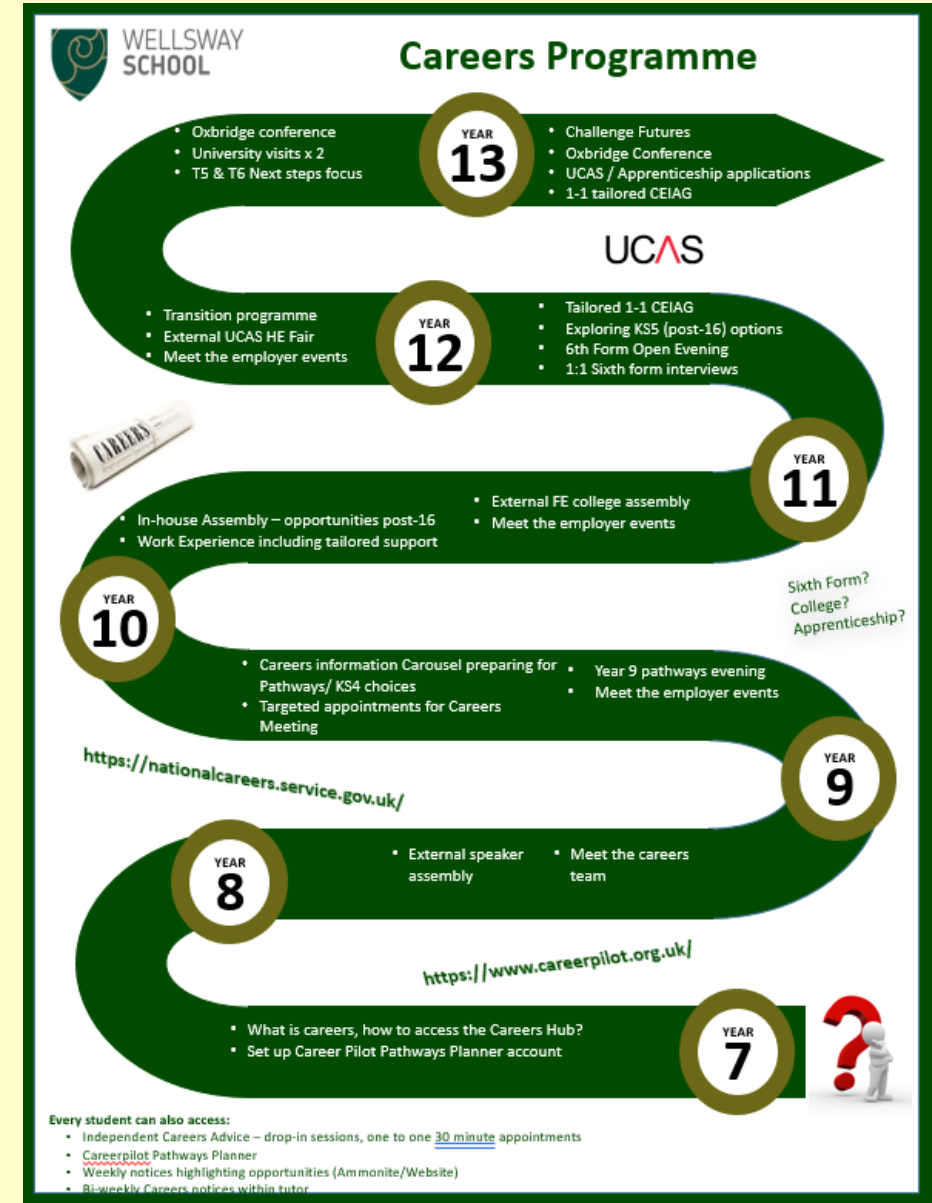 WELLSWAY
SCHOOL
Careers Programme
• Oxbridge conference
• University visits x 2
• T5 & T6 Next steps focus
YEAR
13
• Challenge Futures
• Oxbridge Conference
• UCAS / Apprenticeship applications
• 1-1 tailored CEIAG
UCAS
• Transition programme
• External UCAS HE Fair
• Meet the employer events
YEAR
12
• Tailored 1-1 CEIAG
• Exploring KS5 (post-16) options
• 6th Form Open Evening
• 1:1 Sixth form interviews
CAREERS
YEAR
11
• In-house Assembly – opportunities post-16
• Work Experience including tailored support
• External FE college assembly
• Meet the employer events
Sixth Form?
College?
Apprenticeship?
YEAR
10
• Careers information Carousel preparing for
Pathways/ KS4 choices
• Targeted appointments for Careers
Meeting
• Year 9 pathways evening
• Meet the employer events
https://nationalcareers.service.gov.uk/
YEAR
9
YEAR
8
• External speaker
assembly
• Meet the careers
team
https://www.careerpilot.org.uk/
• What is careers, how to access the Careers Hub?
• Set up Career Pilot Pathways Planner account
YEAR
7
Every student can also access:
• Independent Careers Advice – drop-in sessions, one to one 30 minute appointments
• Careerpilot Pathways Planner
• Weekly notices highlighting opportunities (Ammonite/Website)
• Bi-weekly Careers notices within tutor